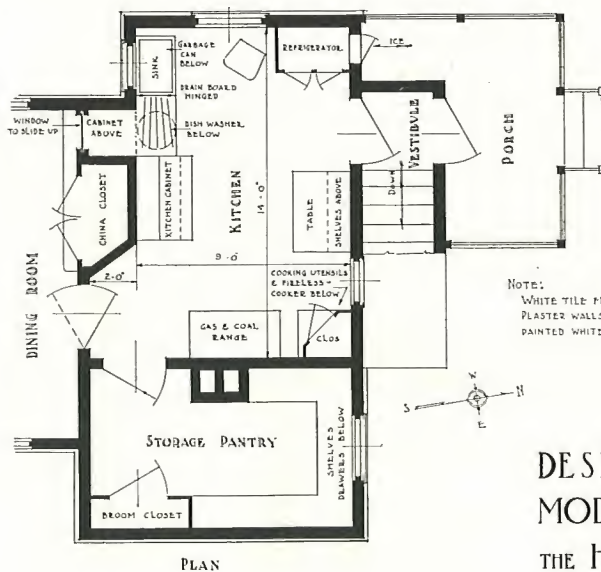 GARBAGE
CAN
BELOW
SINK
REFRIGERATOR
ICE
DRAIN BOARD
HINGED
WINDOW
TO SLIDE UP
CABINET
ABOVE
DISH WASHER
BELOW
VESTIBULE
PORCH
DOWN
CHINA CLOSET
KITCHEN CABINET
KITCHEN
14'-0"
TABLE
SHELVES ABOVE
9'-0"
2'-0"
COOKING UTENSILS
& FIRELESS-
COOKER BELOW
DINING ROOM
GAS & COAL
RANGE
CLOS
NOTE:
WHITE TILE
PLASTER WALLS
PAINTED WHITE
W
S
N
E
STORAGE PANTRY
SHELVES
DRAWERS BELOW
BROOM CLOSET
PLAN
DES
MOD
THE H